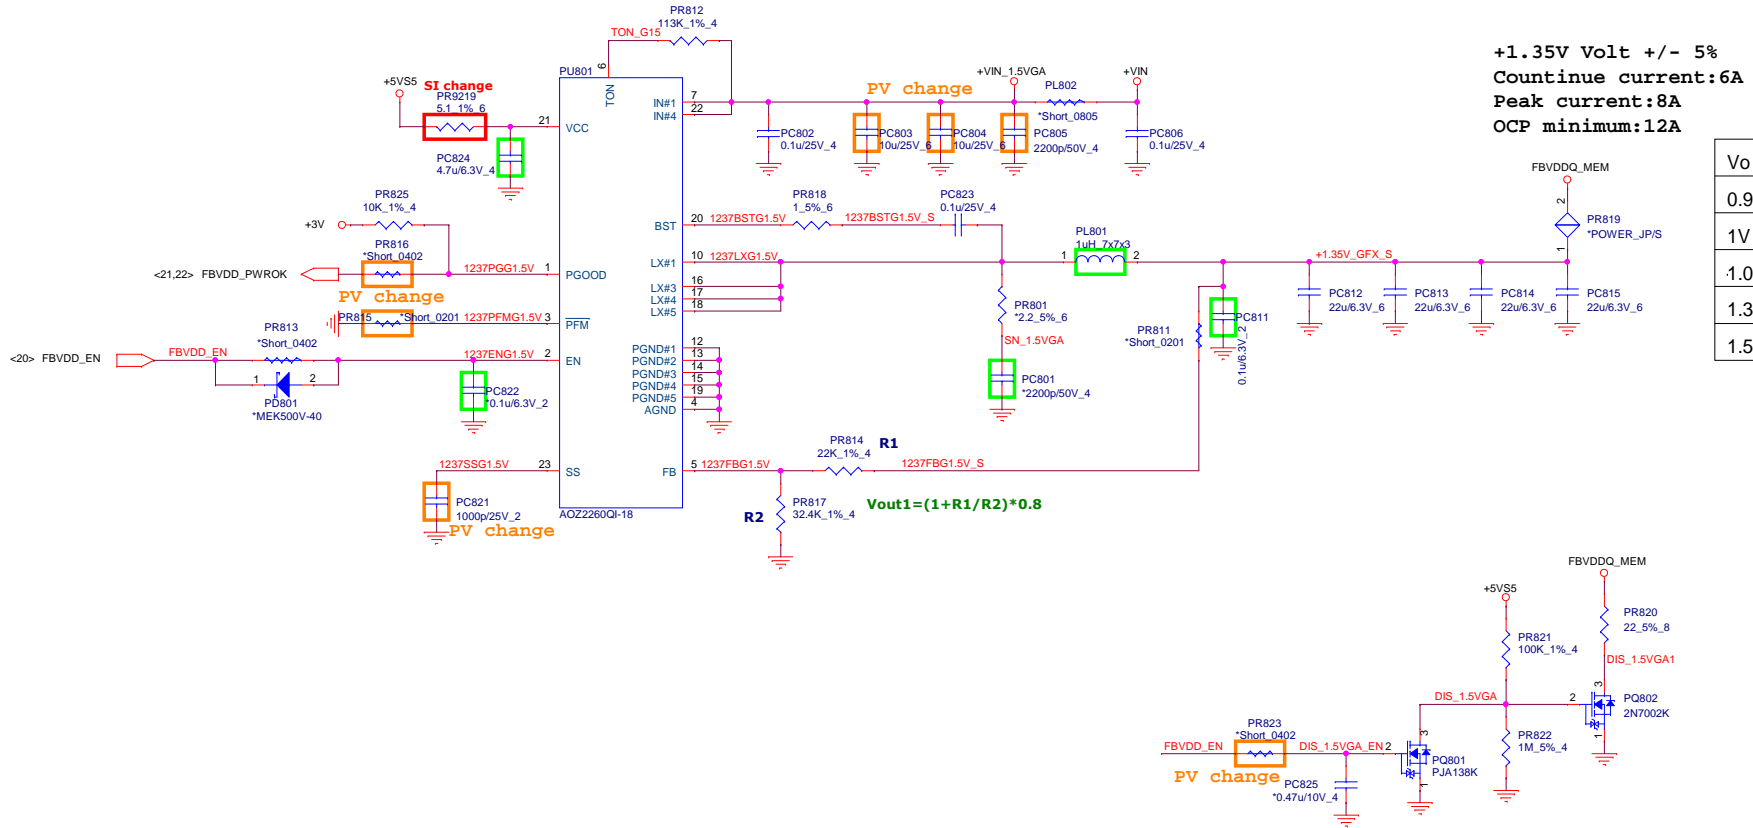 PR812
113K_1%_4
TON_G15
+1.35V Volt +/- 5%
Countinue current:6A
Peak current:8A
OCP minimum:12A
Vo
0.9
1V
1.0
1.3
1.5
+5VS5
SI change
PR9219
5.1_1%_6
PU801
6
TON
PV change
+VIN_1.5VGA
+VIN
PL802
*Short_0805
7
IN#1
22
IN#4
21
VCC
PC824
4.7u/6.3V_4
PC802
0.1u/25V_4
PC803
10u/25V_6
PC804
10u/25V_6
PC805
2200p/50V_4
PC806
0.1u/25V_4
FBVDDQ_MEM
2
PR819
*POWER_JP/S
1
PR825
10K_1%_4
+3V
PR816
*Short_0402
<21,22> FBVDD_PWROK
1237PGG1.5V
1
PGOOD
PV change
20
BST
1237BSTG1.5V
PR818
1_5%_6
1237BSTG1.5V_S
PC823
0.1u/25V_4
10
LX#1
1237LXG1.5V
16
LX#3
17
LX#4
18
LX#5
PL801
1uH_7x7x3
1
2
+1.35V_GFX_S
PC812
22u/6.3V_6
PC813
22u/6.3V_6
PC814
22u/6.3V_6
PC815
22u/6.3V_6
PR815
*Short_0201
1237PFMG1.5V
3
PFM
PR801
*2.2_5%_6
SN_1.5VGA
PC801
*2200p/50V_4
PR811
*Short_0201
PC811
0.1u/6.3V_2
<20> FBVDD_EN
FBVDD_EN
PR813
*Short_0402
1
2
PD801
*MEK500V-40
1237ENG1.5V
2
EN
PC822
*0.1u/6.3V_2
12
PGND#1
13
PGND#2
14
PGND#3
15
PGND#4
19
PGND#5
4
AGND
1237SSG1.5V
23
SS
PC821
1000p/25V_2
PV change
AOZ2260QI-18
5
FB
1237FBG1.5V
PR814
22K_1%_4
R1
1237FBG1.5V_S
R2
PR817
32.4K_1%_4
Vout1=(1+R1/R2)*0.8
FBVDDQ_MEM
+5VS5
PR820
22_5%_8
PR821
100K_1%_4
DIS_1.5VGA1
DIS_1.5VGA
3
2
1
PQ802
2N7002K
PR823
*Short_0402
FBVDD_EN
DIS_1.5VGA_EN
2
3
1
PV change
PQ801
PJA138K
PR822
1M_5%_4
PC825
*0.47u/10V_4